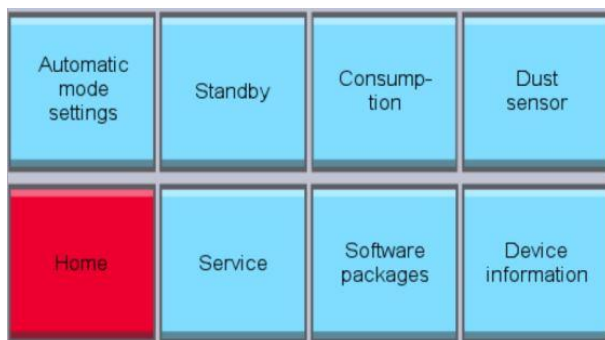 Automatic
mode
settings
Standby
Consump-
tion
Dust
sensor
Home
Service
Software
packages
Device
information